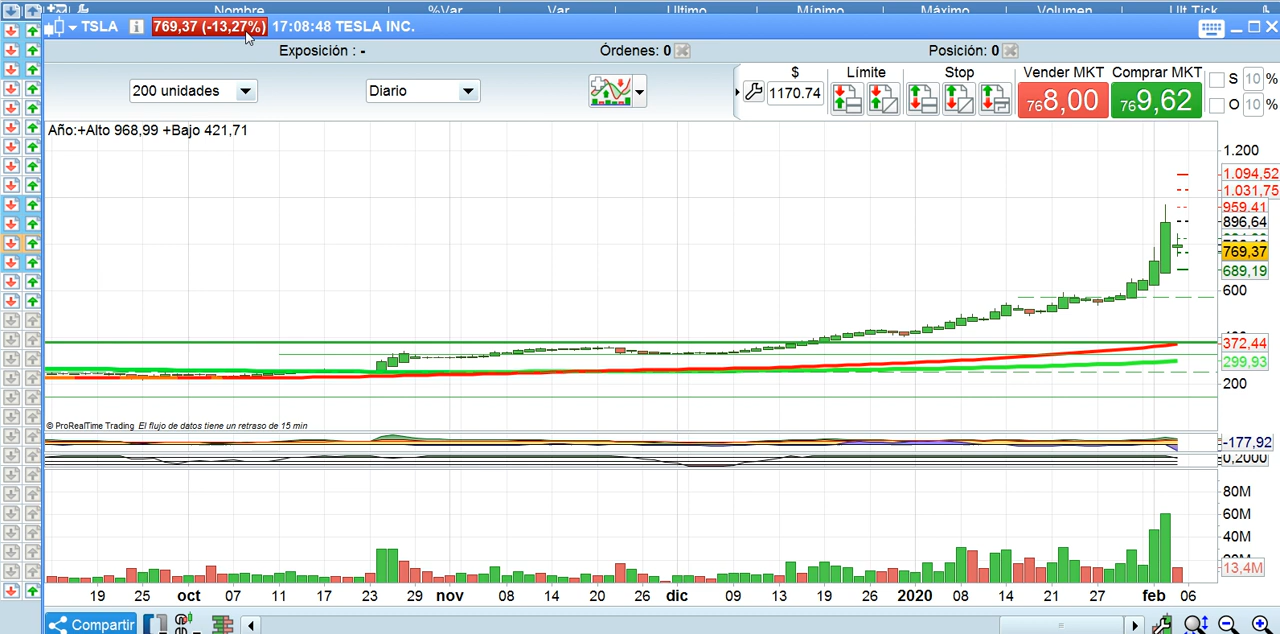 Nombre %Var Var Ultimo Mínimo Máximo Volumen Ult Tick
TSLA i 769,37 (-13,27%) 17:08:48 TESLA INC.
Exposición : - Órdenes: 0 Posición: 0
$ Límite Stop Vender MKT Comprar MKT
200 unidades Diario 1170.74 768,00 769,62
S 10 %
O 10 %
Año:+Alto 968,99 +Bajo 421,71
1.200
1.094,52
1.031,75
959.41
896,64
769,37
689,19
600
372,44
299,93
200
© ProRealTime Trading El flujo de datos tiene un retraso de 15 min
-177,92
0,2000
80M
60M
40M
13,4M
19 25 oct 07 17 11 17 23 29 nov 08 14 20 26 dic 09 13 19 26 2020 08 14 21 27 feb 06
Compartir